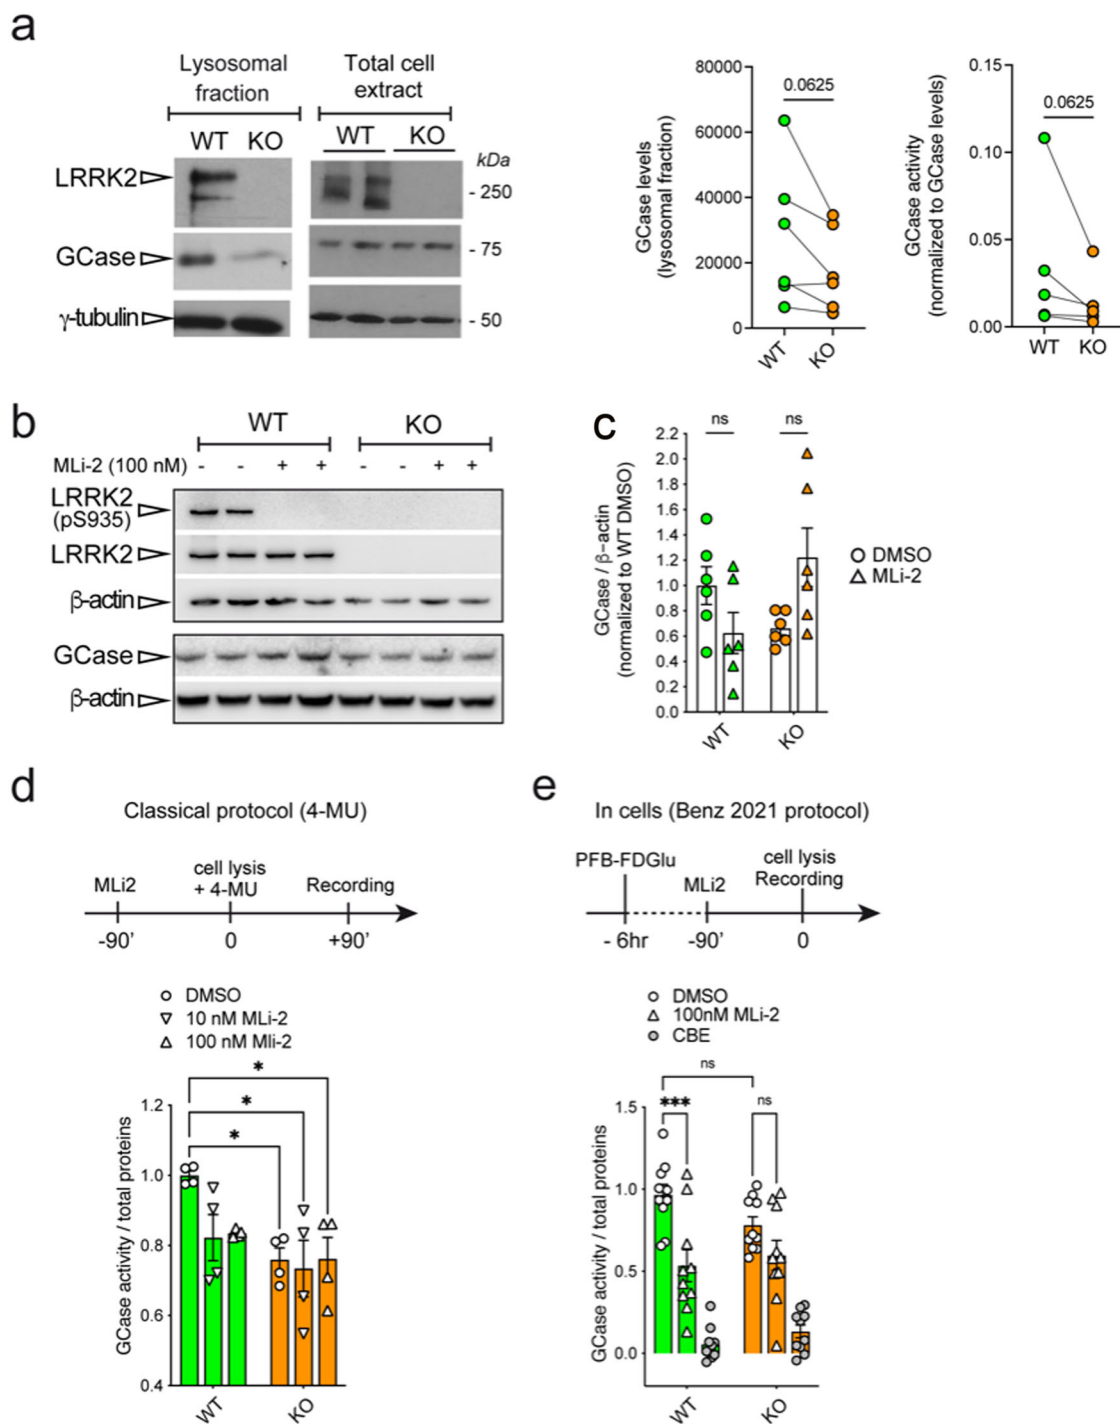 a
Lysosomal
fraction
Total cell
extract
WT KO
WT KO
kDa
LRRK2
- 250
GCase
- 75
γ-tubulin
- 50
80000
60000
40000
20000
0
GCase levels
(lysosomal fraction)
0.0625
WT
KO
0.15
0.10
0.05
0.00
GCase activity
(normalized to GCase levels)
0.0625
WT
KO
b
WT KO
MLi-2 (100 nM) - - + + - - + +
LRRK2
(pS935)
LRRK2
β-actin
GCase
β-actin
c
ns ns
2.2
2.0
1.8
1.6
1.4
1.2
1.0
0.8
0.6
0.4
0.2
0.0
GCase / β-actin
(normalized to WT DMSO)
DMSO
MLi-2
WT
KO
d
Classical protocol (4-MU)
MLi2
cell lysis
+ 4-MU
Recording
-90' 0 +90'
DMSO
10 nM MLi-2
100 nM Mli-2
*
*
*
1.2
1.0
0.8
0.6
0.4
GCase activity / total proteins
WT
KO
e
In cells (Benz 2021 protocol)
PFB-FDGlu
MLi2
cell lysis
Recording
- 6hr -90' 0
DMSO
100nM MLi-2
CBE
ns
*** ns
1.5
1.0
0.5
0.0
GCase activity / total proteins
WT
KO